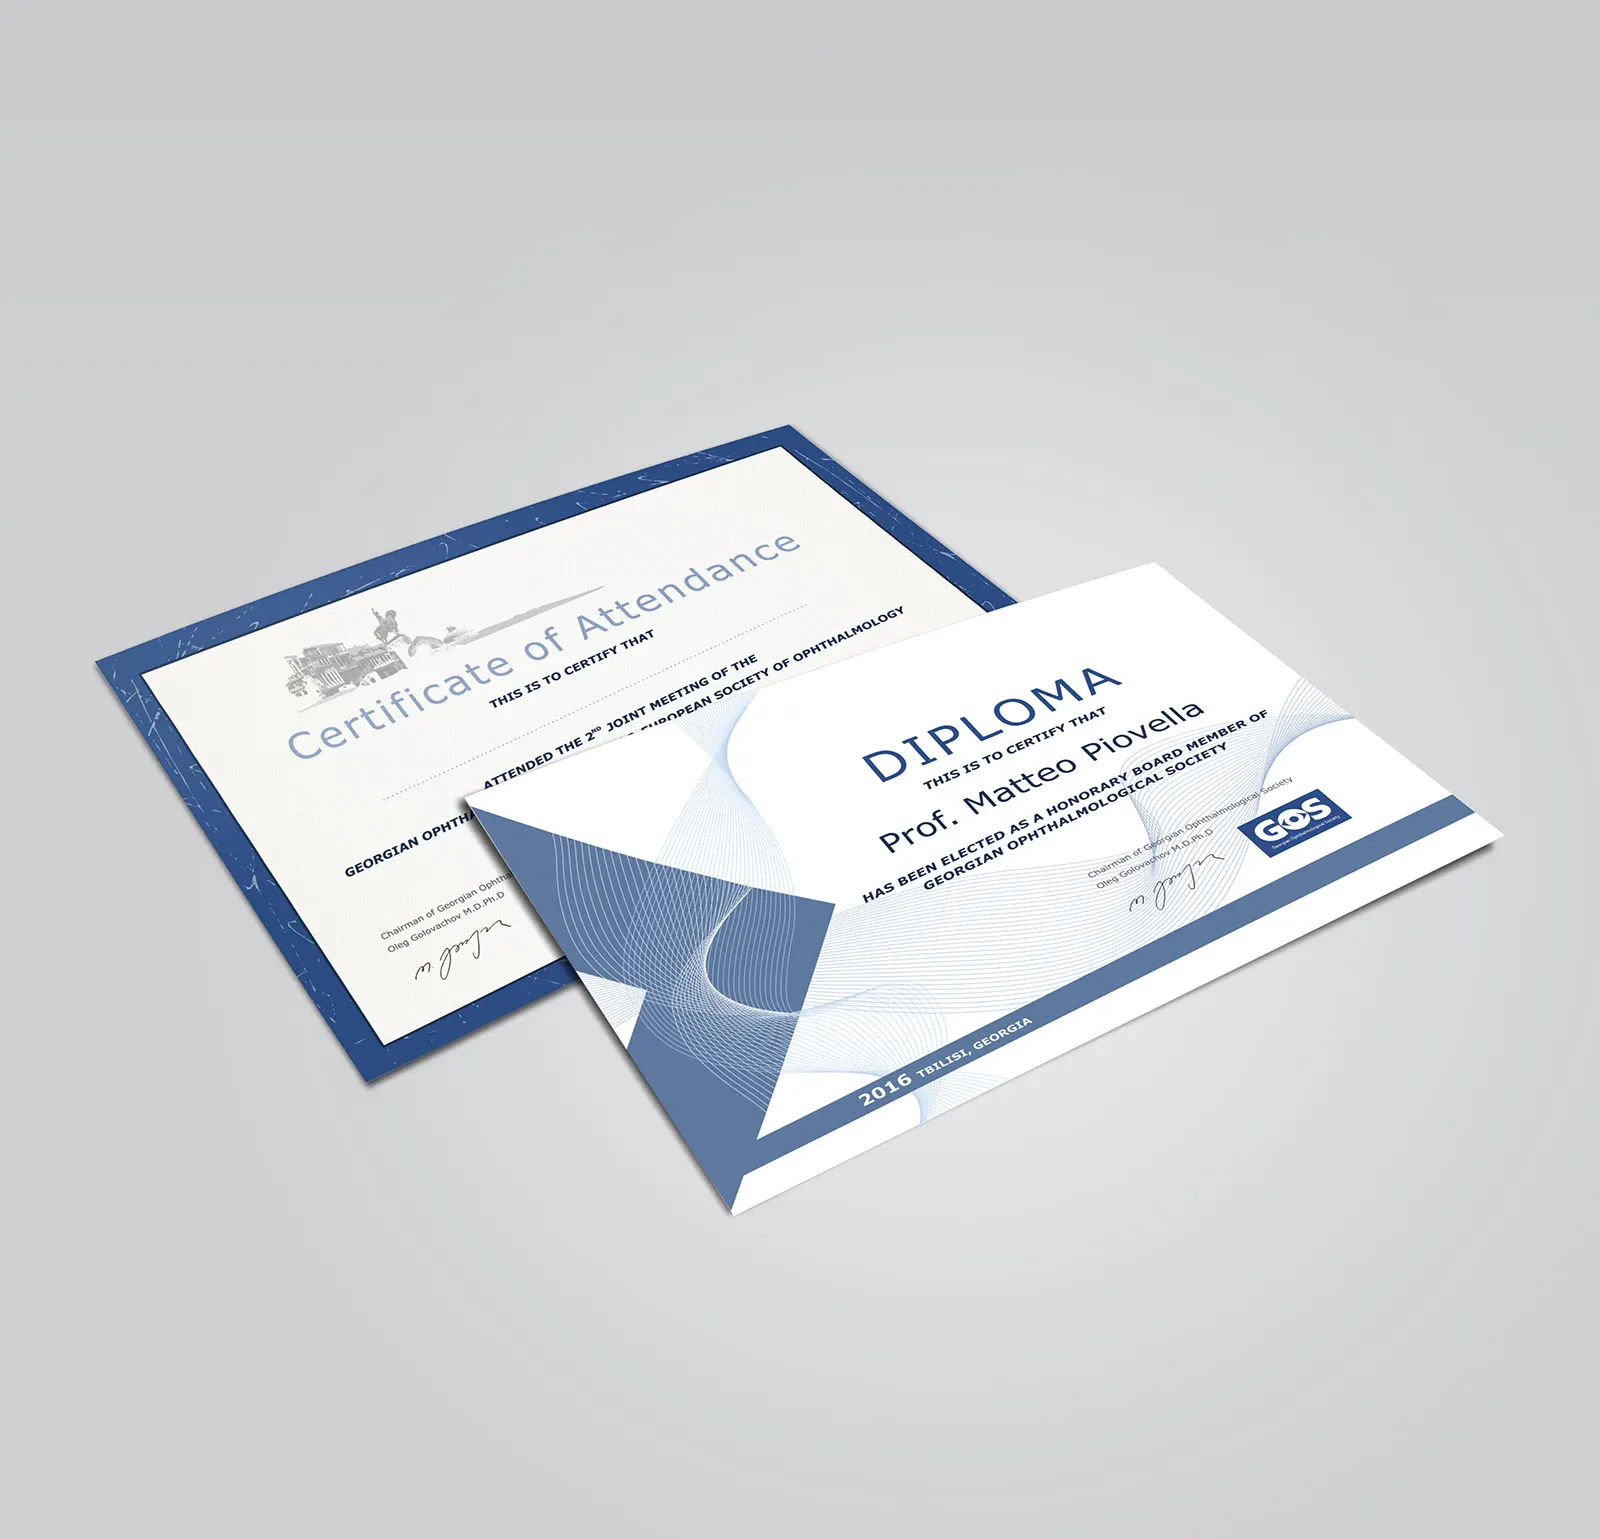 Certificate of Attendance
THIS IS TO CERTIFY THAT
ATTENDED THE 2ND JOINT MEETING OF THE
GEORGIAN
EUROPEAN SOCIETY OF OPHTHALMOLOGY
Chairman of Georgian
Oleg Golovachov M.D.Ph.D
DIPLOMA
THIS IS TO CERTIFY THAT
Prof. Matteo Piovella
HAS BEEN ELECTED AS A HONORARY BOARD MEMBER OF
GEORGIAN OPHTHALMOLOGICAL SOCIETY
Chairman of Georgian Ophthalmological Society
Oleg Golovachov M.D.Ph.D
GOS
Georgian Ophthalmological Society
2016 TBILISI, GEORGIA